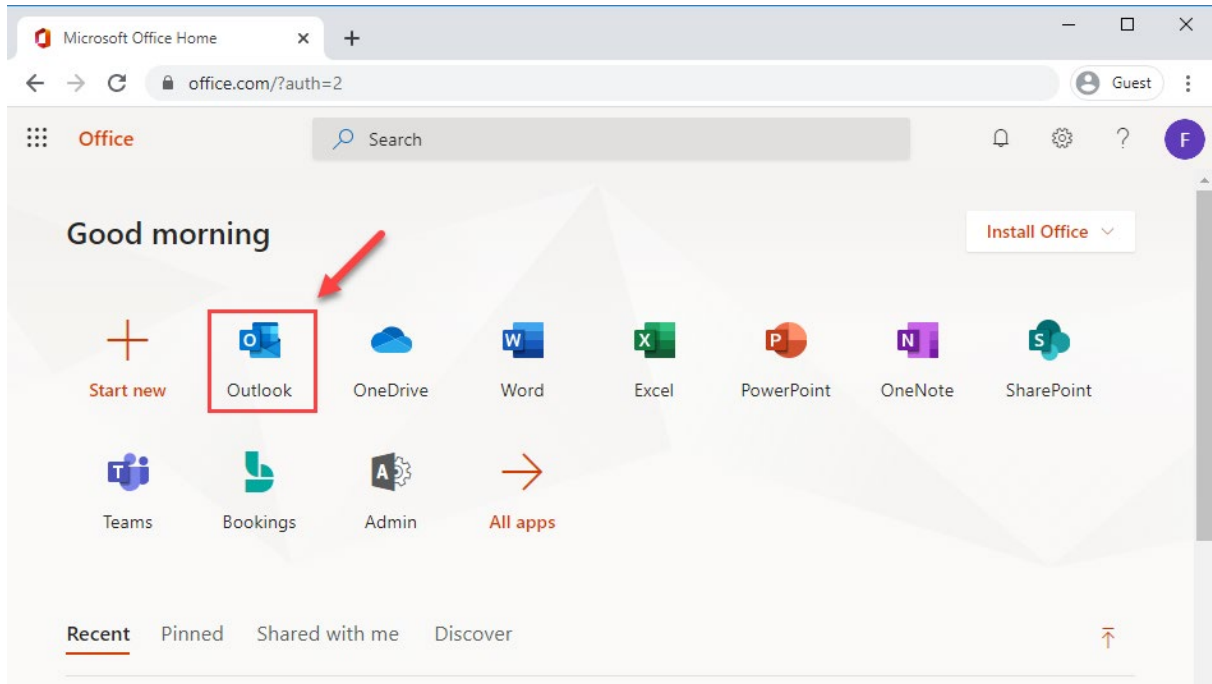 Microsoft Office Home
office.com/?auth=2
Guest
Office
Search
?
F
Good morning
Install Office
O
W
X
P
N
S
Start new
Outlook
OneDrive
Word
Excel
PowerPoint
OneNote
SharePoint
T
A
Teams
Bookings
Admin
All apps
Recent
Pinned
Shared with me
Discover